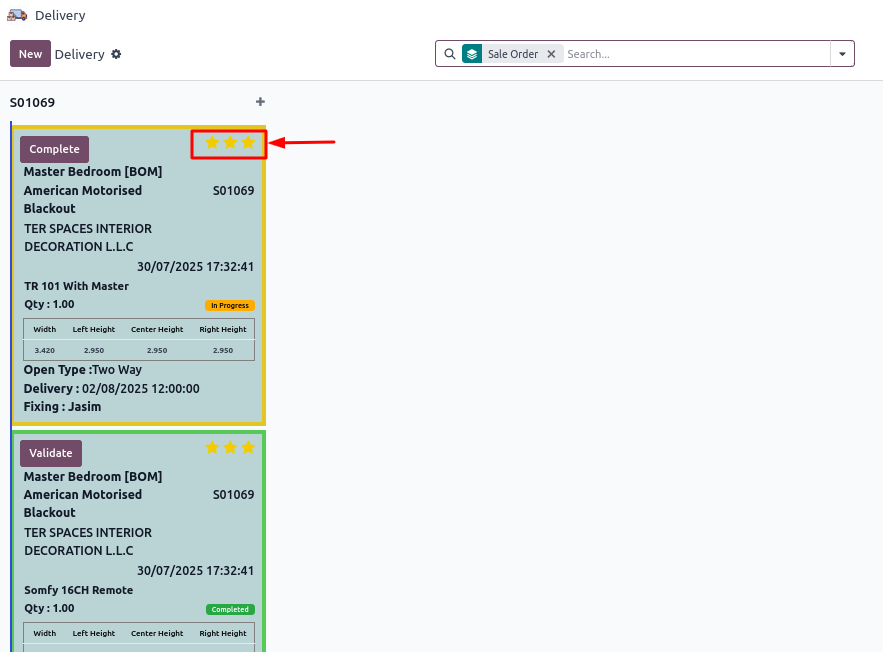 Delivery
New Delivery
Sale Order Search...
S01069
Complete
Master Bedroom [BOM]
American Motorised S01069
Blackout
TER SPACES INTERIOR
DECORATION L.L.C
30/07/2025 17:32:41
TR 101 With Master
Qty : 1.00 In Progress
Width Left Height Center Height Right Height
3.420 2.950 2.950 2.950
Open Type :Two Way
Delivery : 02/08/2025 12:00:00
Fixing : Jasim
Validate
Master Bedroom [BOM]
American Motorised S01069
Blackout
TER SPACES INTERIOR
DECORATION L.L.C
30/07/2025 17:32:41
Somfy 16CH Remote
Qty : 1.00 Completed
Width Left Height Center Height Right Height